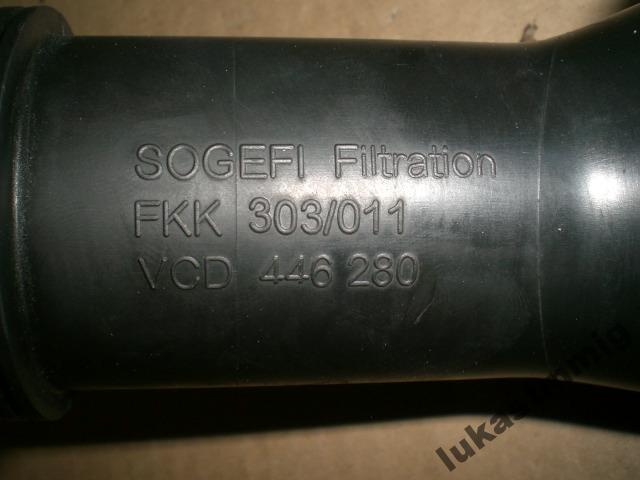 SOGEFI Filtration
FKK 303/011
VCD 446 280